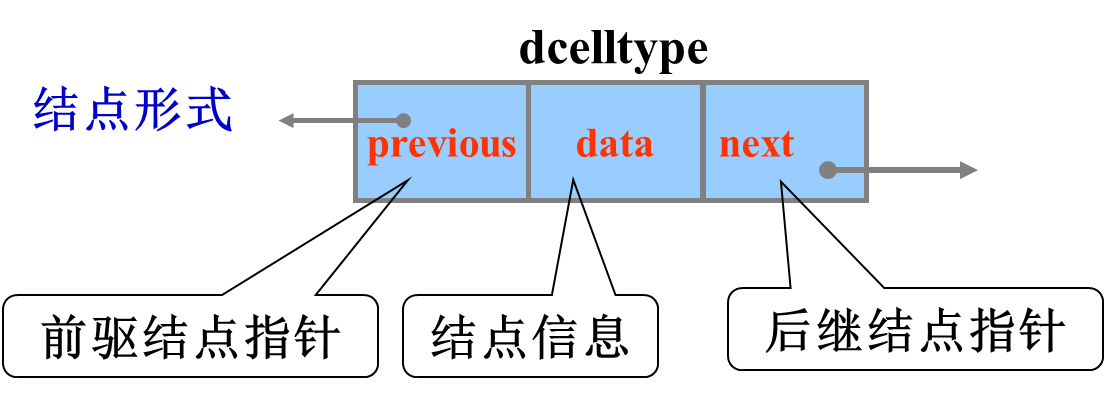 dcelltype
结点形式
previous
data
next
前驱结点指针
结点信息
后继结点指针